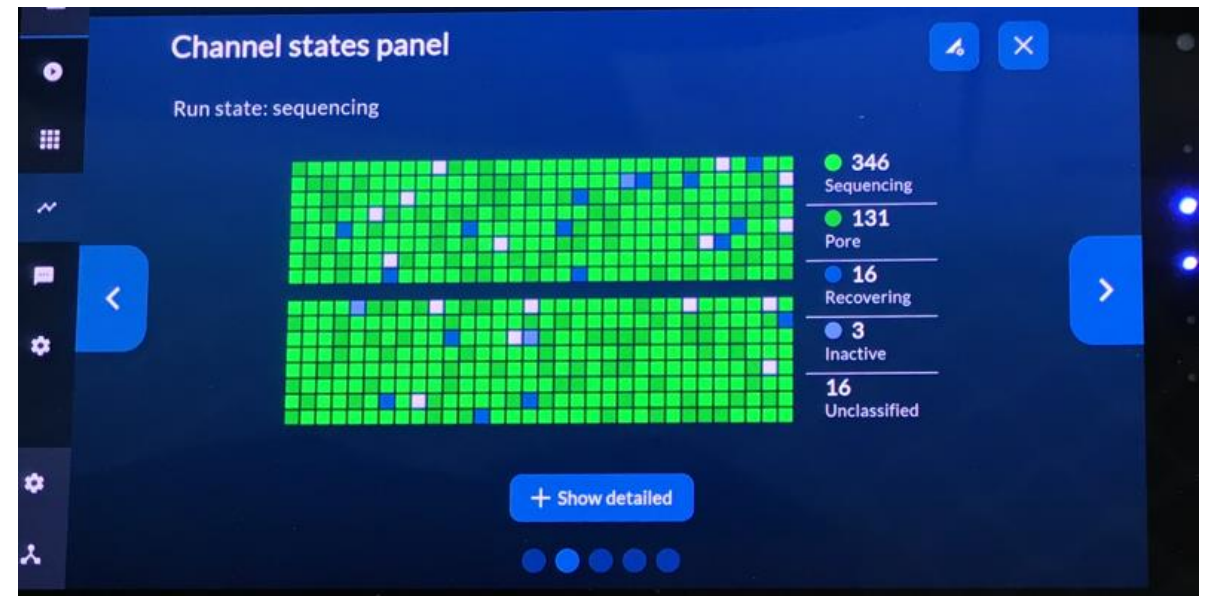 Channel states panel
Run state: sequencing
346
Sequencing
131
Pore
16
Recovering
3
Inactive
16
Unclassified
+ Show detailed